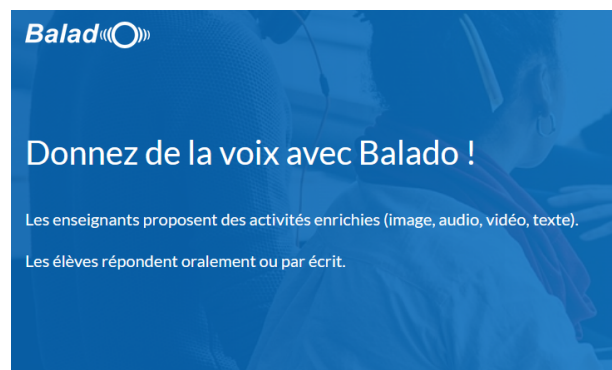 Balado
Donnez de la voix avec Balado !
Les enseignants proposent des activités enrichies (image, audio, vidéo, texte).
Les élèves répondent oralement ou par écrit.